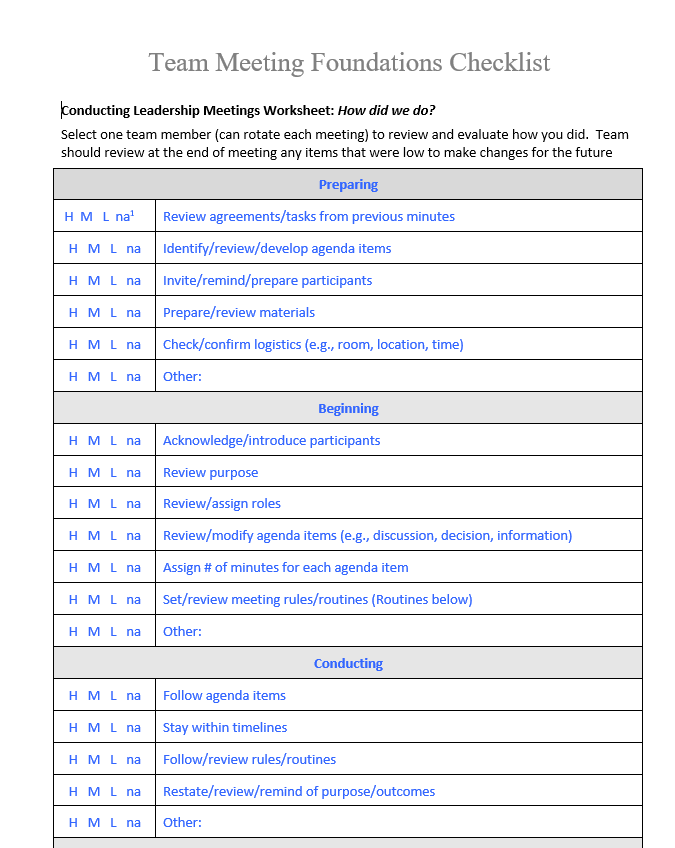 Team Meeting Foundations Checklist
Conducting Leadership Meetings Worksheet: How did we do?
Select one team member (can rotate each meeting) to review and evaluate how you did.  Team
should review at the end of meeting any items that were low to make changes for the future
Preparing
H M L na¹ Review agreements/tasks from previous minutes
H M L na Identify/review/develop agenda items
H M L na Invite/remind/prepare participants
H M L na Prepare/review materials
H M L na Check/confirm logistics (e.g., room, location, time)
H M L na Other:
Beginning
H M L na Acknowledge/introduce participants
H M L na Review purpose
H M L na Review/assign roles
H M L na Review/modify agenda items (e.g., discussion, decision, information)
H M L na Assign # of minutes for each agenda item
H M L na Set/review meeting rules/routines (Routines below)
H M L na Other:
Conducting
H M L na Follow agenda items
H M L na Stay within timelines
H M L na Follow/review rules/routines
H M L na Restate/review/remind of purpose/outcomes
H M L na Other: